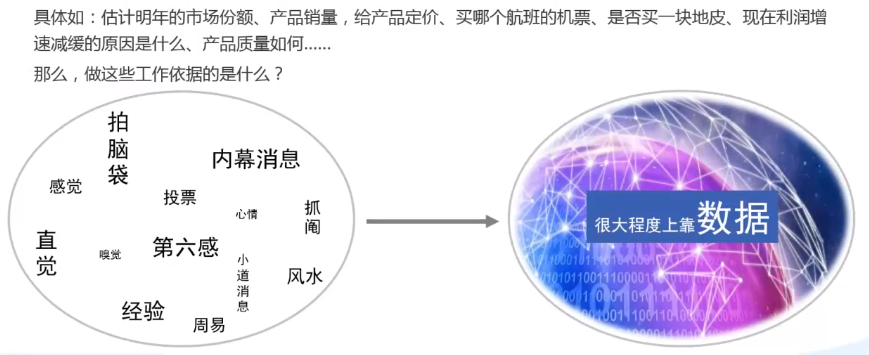 具体如：估计明年的市场份额、产品销量，给产品定价、买哪个航班的机票、是否买一块地皮、现在利润增
速减缓的原因是什么、产品质量如何......
那么，做这些工作依据的是什么？
拍脑袋
内幕消息
感觉
投票
心情
抓阄
直觉
嗅觉
第六感
小道消息
风水
经验
周易
很大程度上靠数据